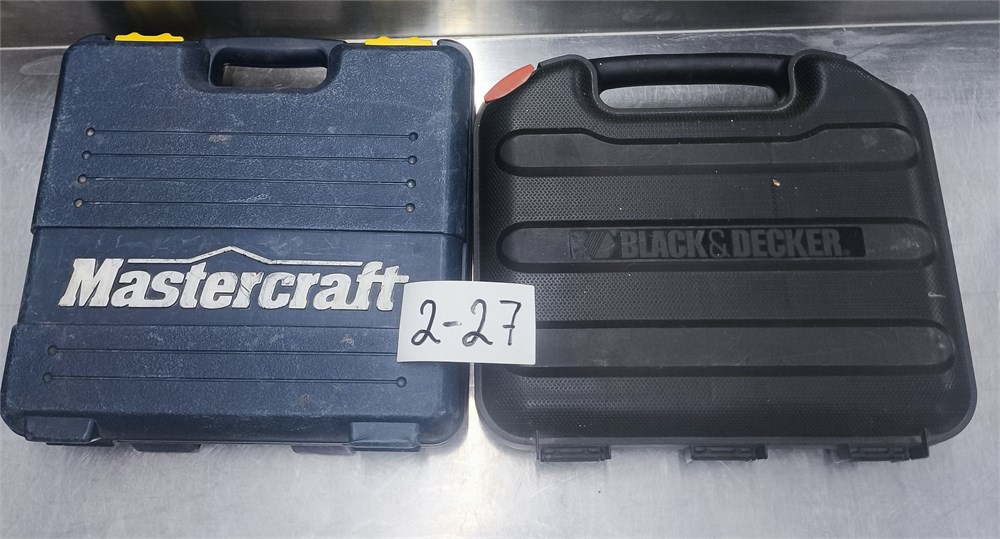 Mastercraft
BLACK & DECKER
2-27